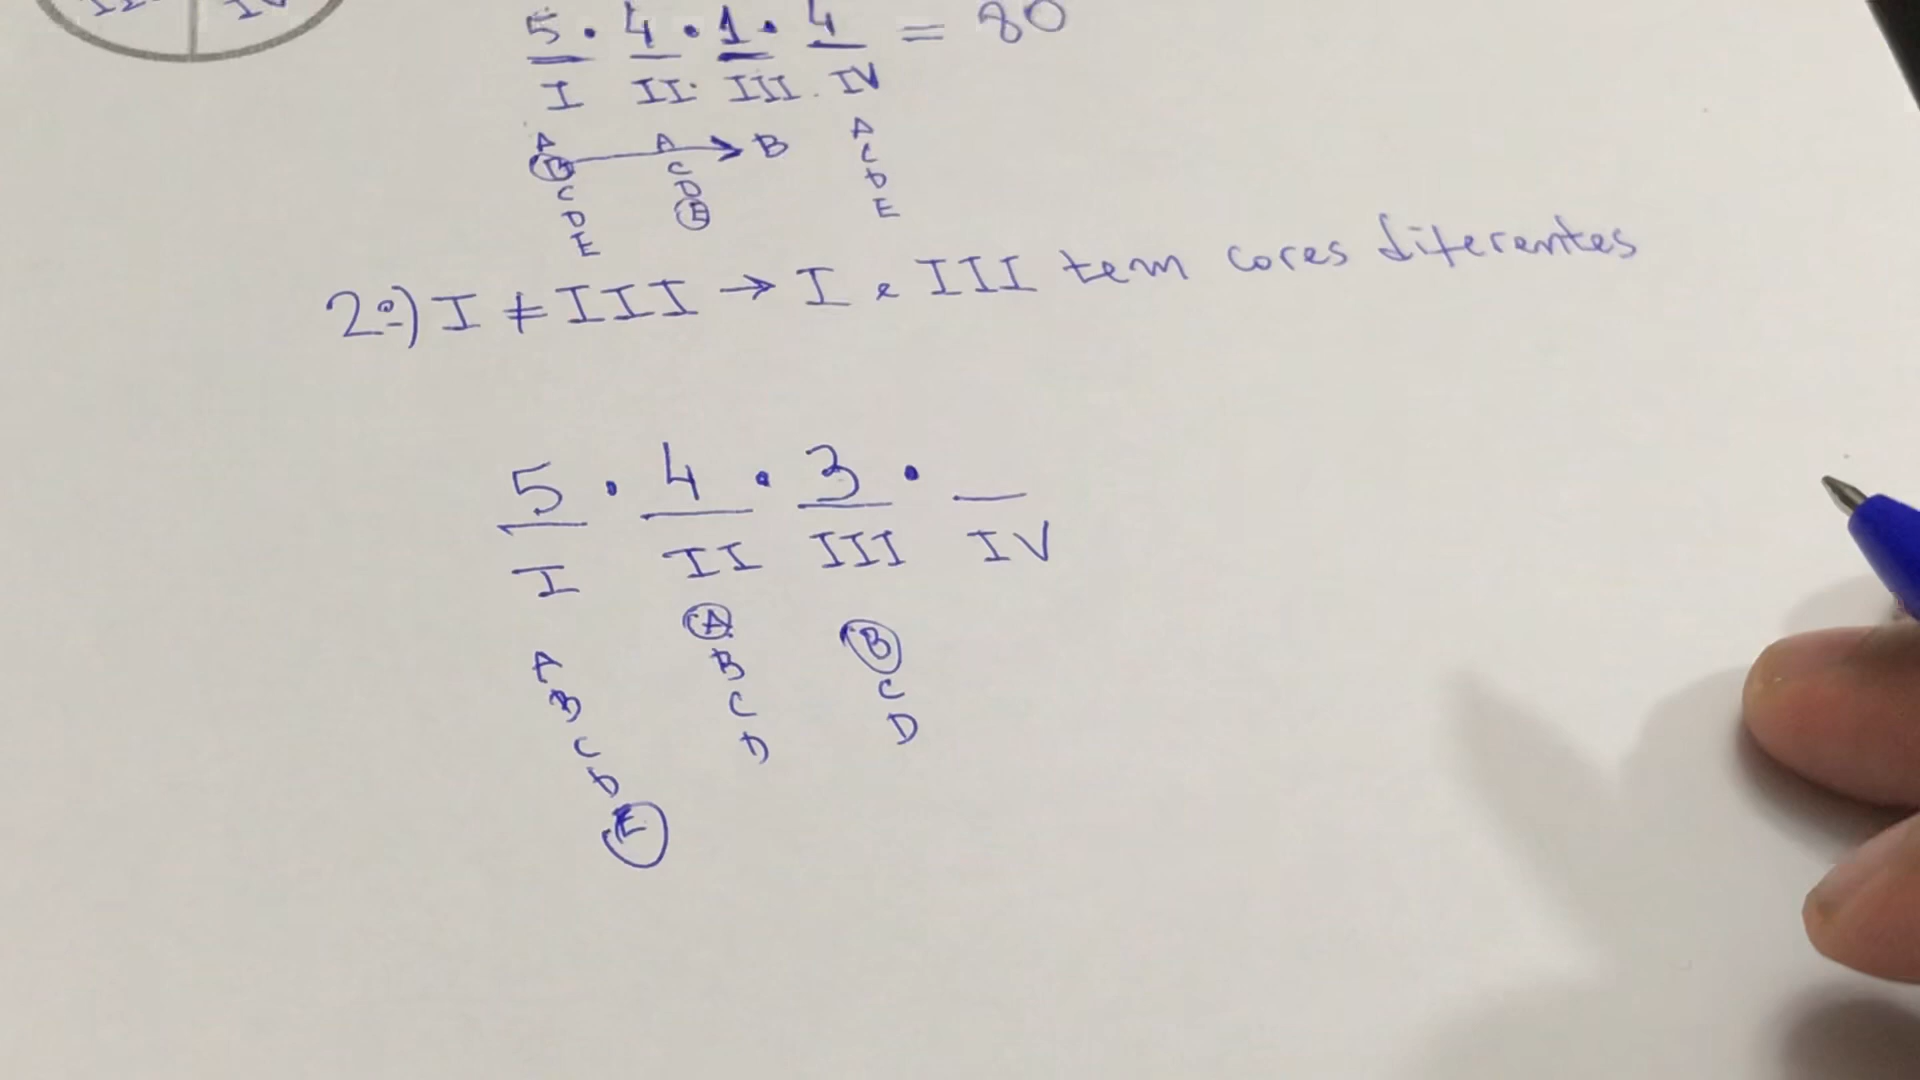 5 · 4 · 1 · 4 = 80
I II III IV
A A B A
B C C
C D D
D E E
E
2º) I ≠ III → I e III tem cores diferentes
5 · 4 · 3 · __
I II III IV
A A B
B B C
C C D
D D
E